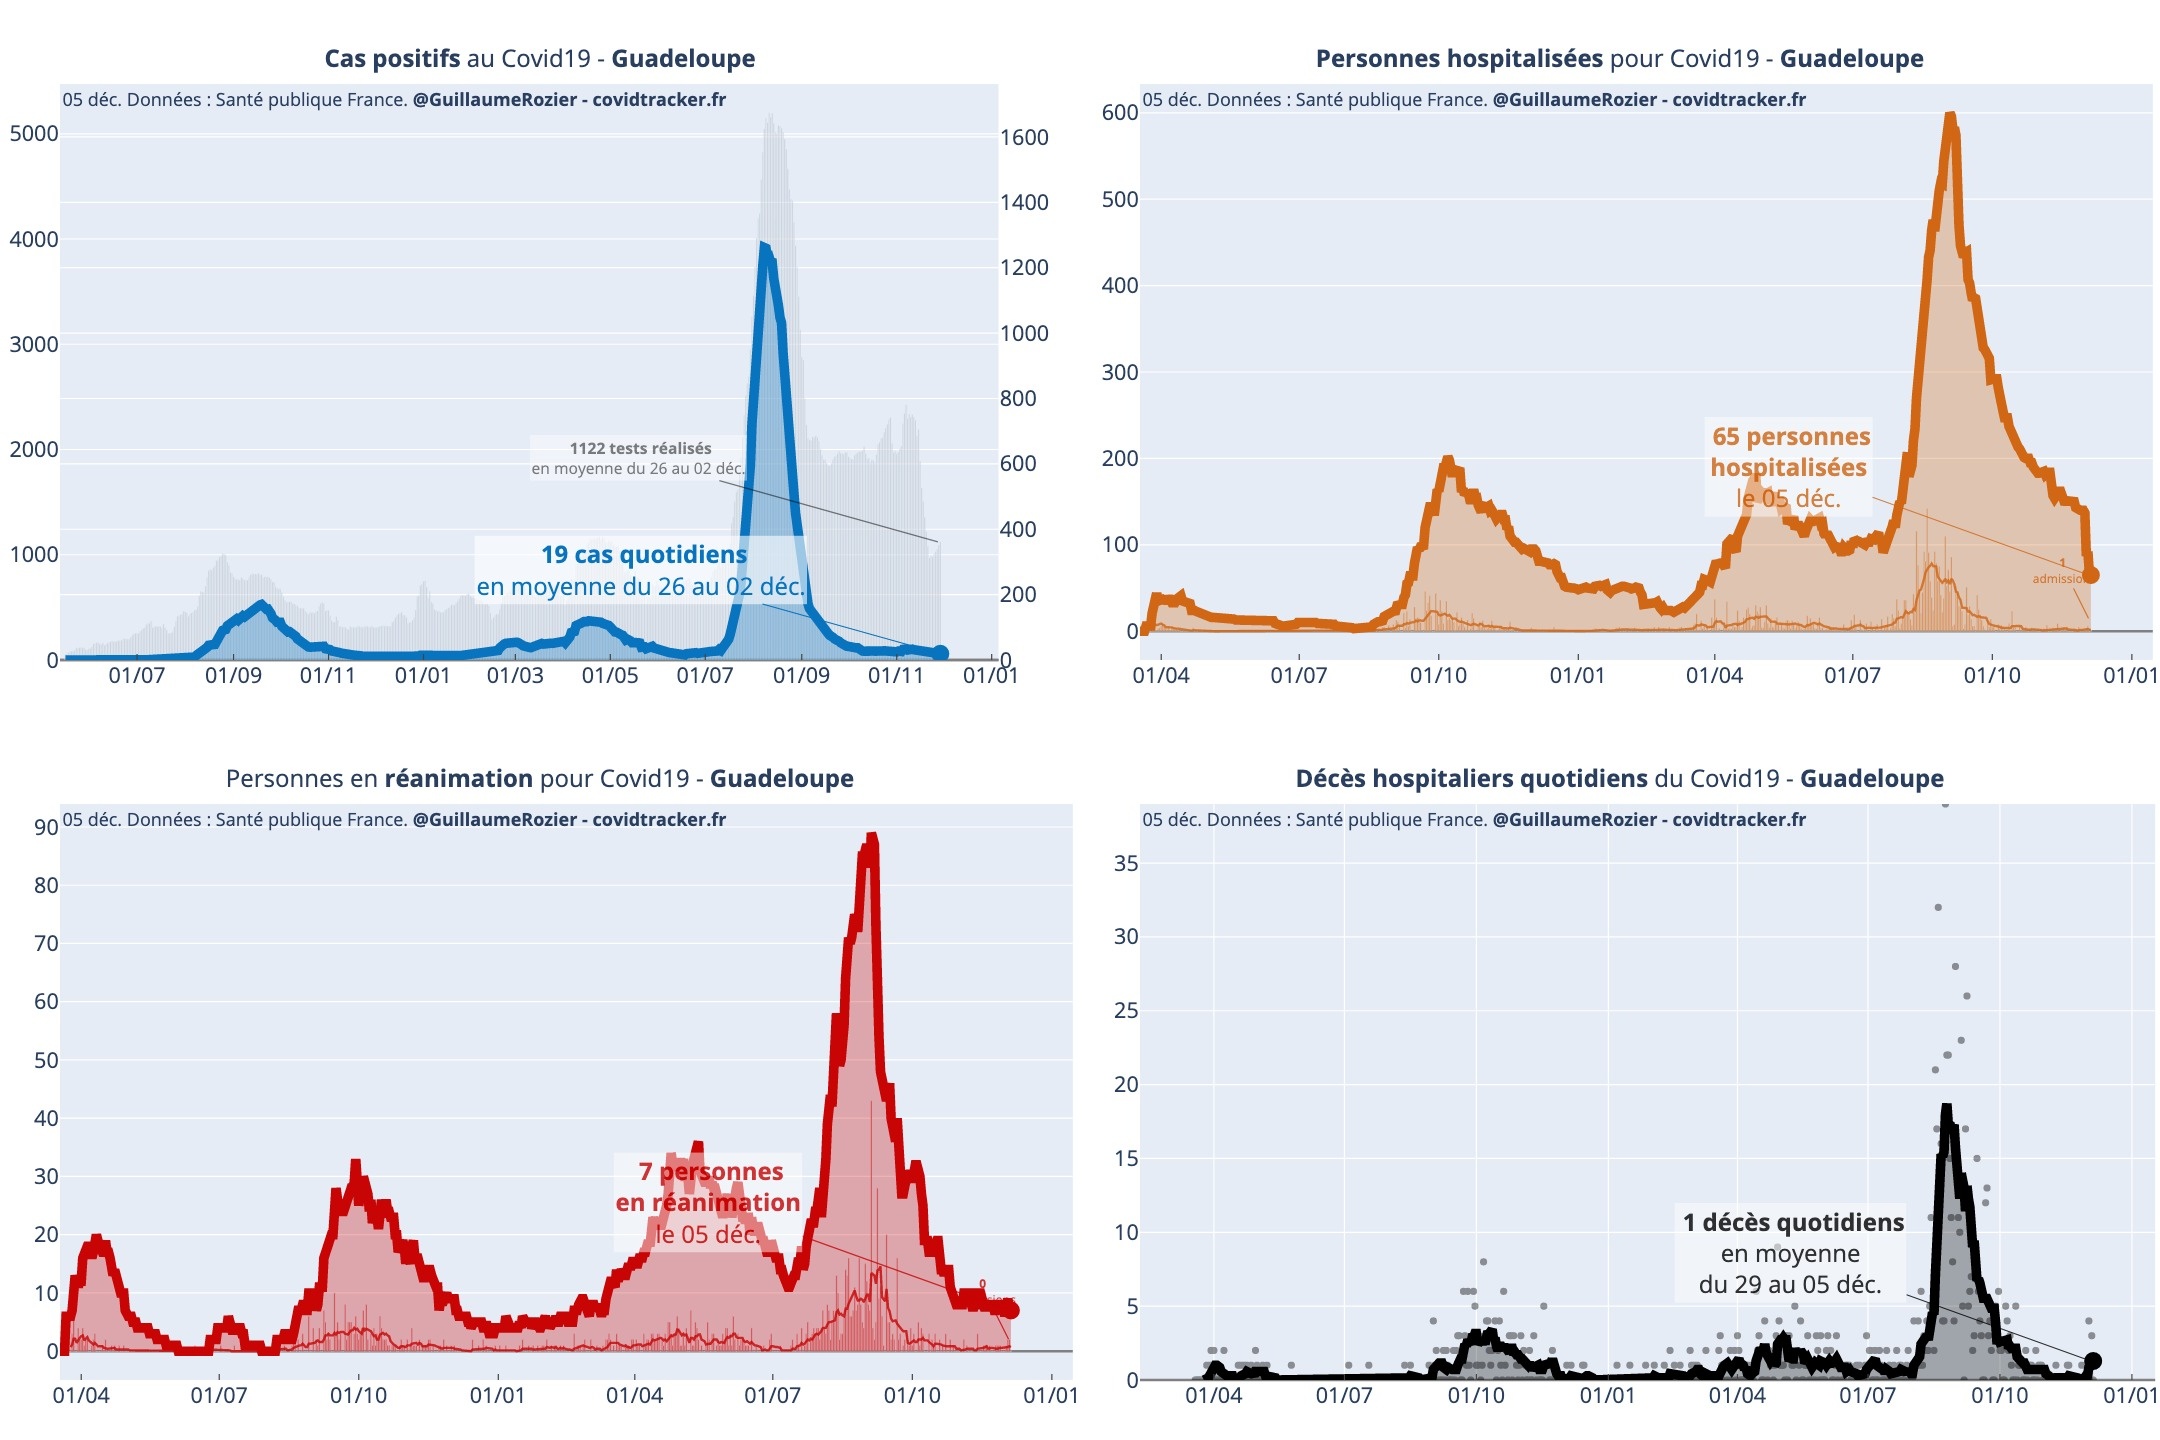 Cas positifs au Covid19 - Guadeloupe
05 déc. Données : Santé publique France. @GuillaumeRozier - covidtracker.fr
5000
4000
3000
2000
1000
0
1600
1400
1200
1000
800
600
400
200
0
1122 tests réalisés
en moyenne du 26 au 02 déc.
19 cas quotidiens
en moyenne du 26 au 02 déc.
01/07 01/09 01/11 01/01 01/03 01/05 01/07 01/09 01/11 01/01
Personnes hospitalisées pour Covid19 - Guadeloupe
05 déc. Données : Santé publique France. @GuillaumeRozier - covidtracker.fr
600
500
400
300
200
100
0
65 personnes
hospitalisées
le 05 déc.
1
01/04 01/07 01/10 01/01 01/04 01/07 01/10 01/01
Personnes en réanimation pour Covid19 - Guadeloupe
05 déc. Données : Santé publique France. @GuillaumeRozier - covidtracker.fr
90
80
70
60
50
40
30
20
10
0
7 personnes
en réanimation
le 05 déc.
0
01/04 01/07 01/10 01/01 01/04 01/07 01/10 01/01
Décès hospitaliers quotidiens du Covid19 - Guadeloupe
05 déc. Données : Santé publique France. @GuillaumeRozier - covidtracker.fr
35
30
25
20
15
10
5
0
1 décès quotidiens
en moyenne
du 29 au 05 déc.
01/04 01/07 01/10 01/01 01/04 01/07 01/10 01/01